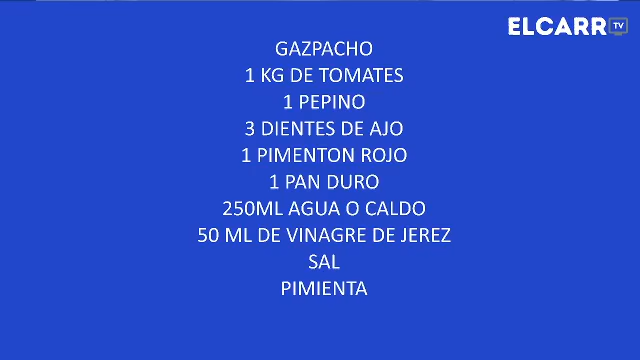 ELCARR TV
GAZPACHO
1 KG DE TOMATES
1 PEPINO
3 DIENTES DE AJO
1 PIMENTON ROJO
1 PAN DURO
250ML AGUA O CALDO
50 ML DE VINAGRE DE JEREZ
SAL
PIMIENTA